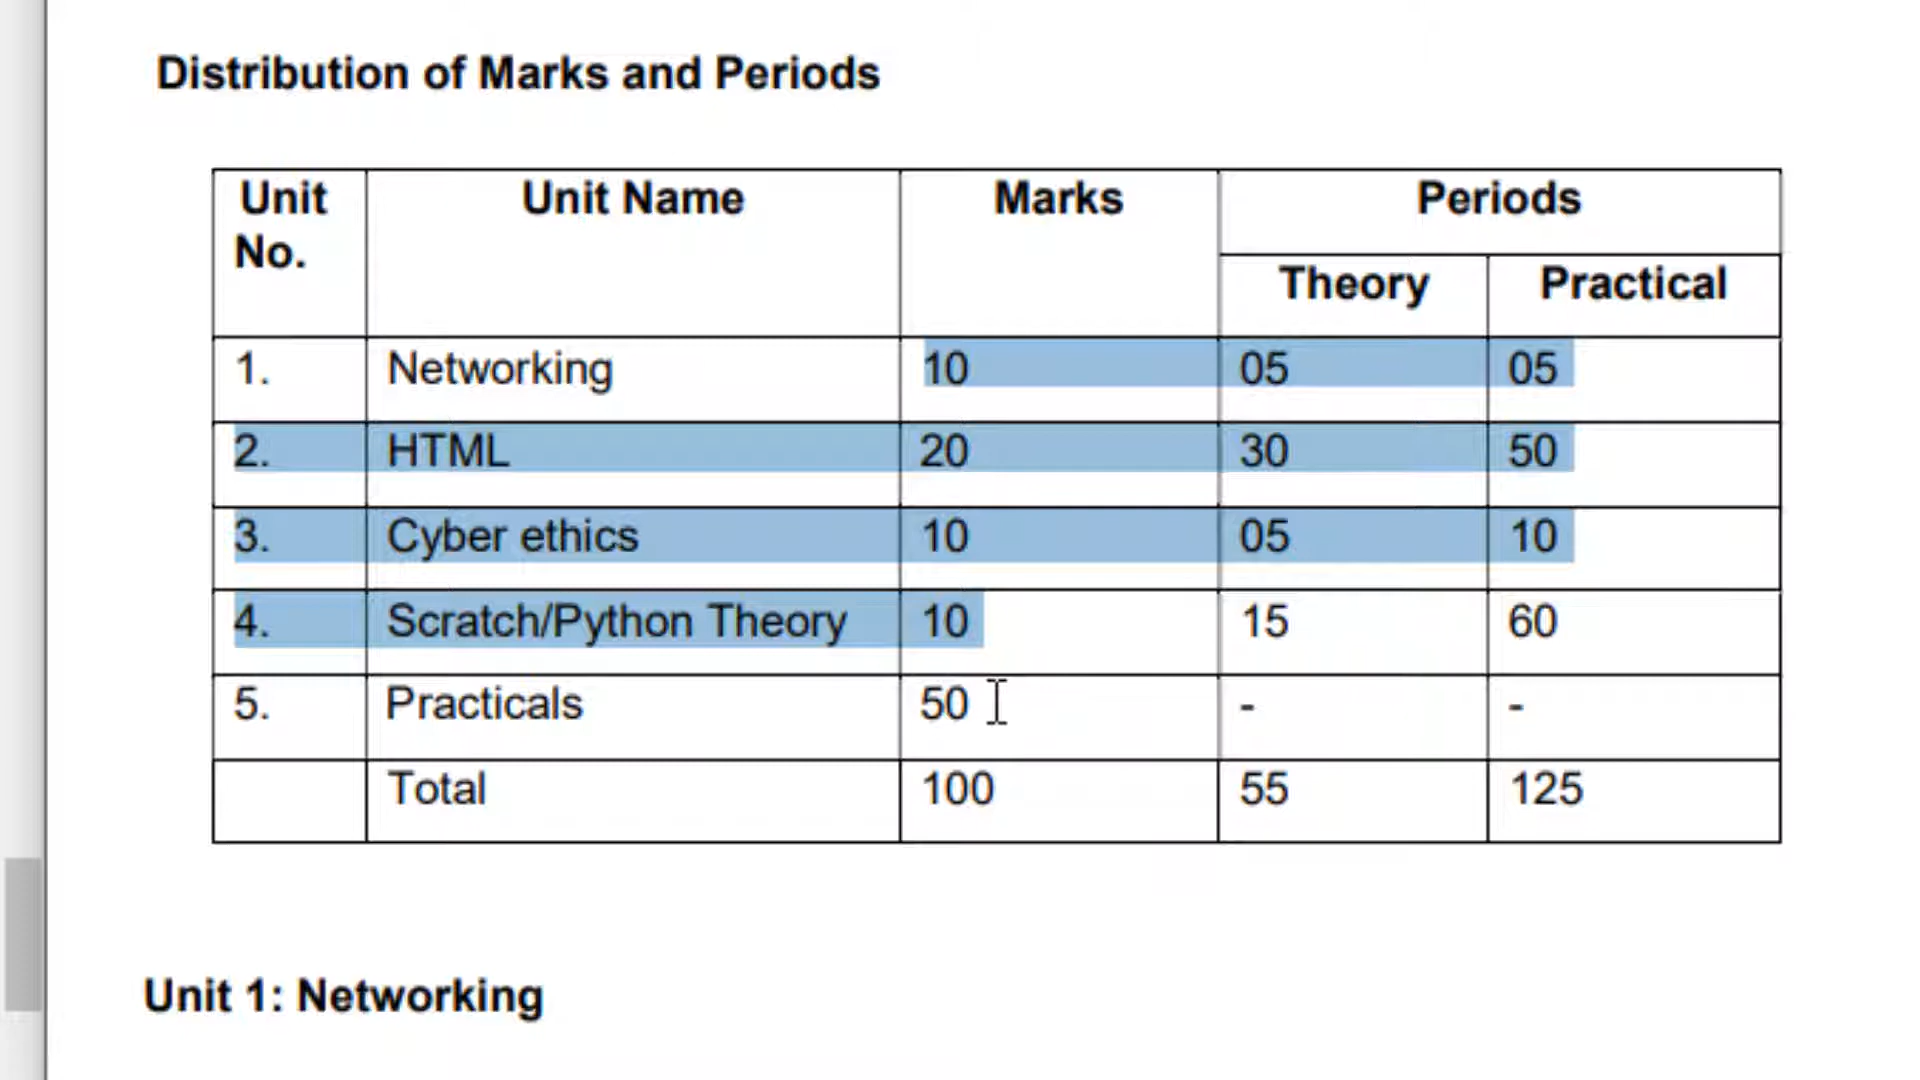 Distribution of Marks and Periods
Unit No. Unit Name Marks Periods
Theory Practical
1. Networking 10 05 05
2. HTML 20 30 50
3. Cyber ethics 10 05 10
4. Scratch/Python Theory 10 15 60
5. Practicals 50 - -
Total 100 55 125
Unit 1: Networking